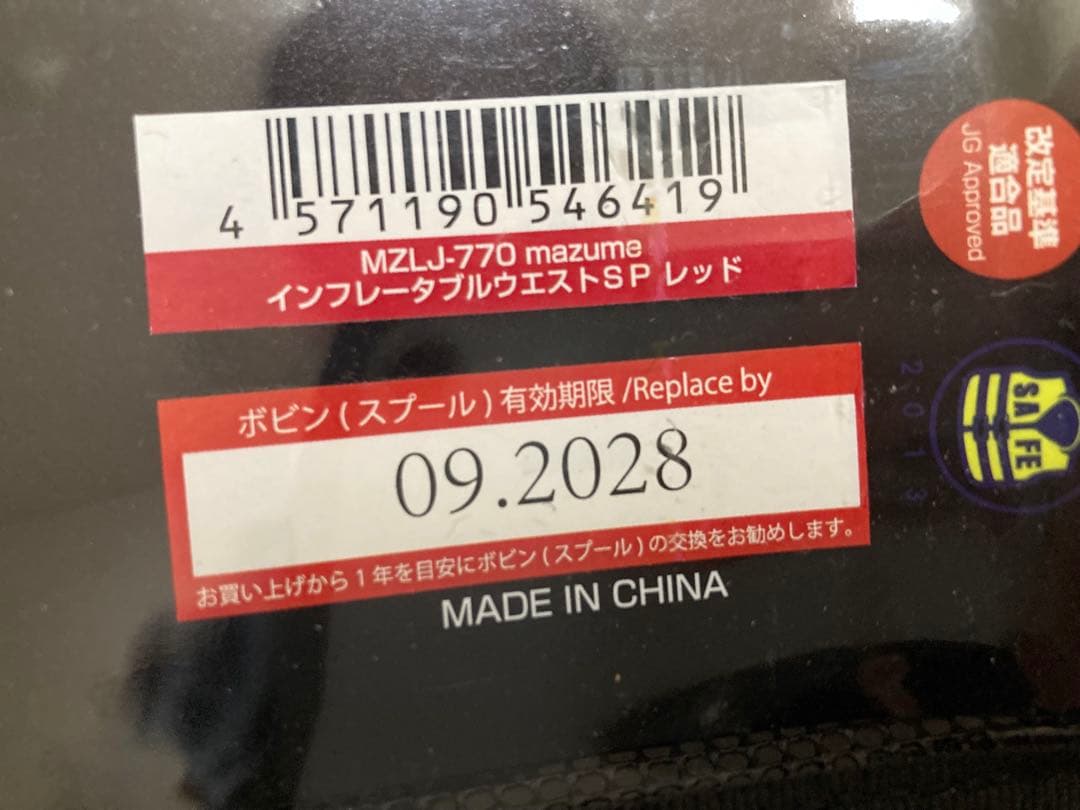 4 571190 546419
MZLJ-770 mazume
インフレータブルウエストSP レッド
改定基準
適合品
JG Approved
ボビン(スプール)有効期限/Replace by
09.2028
お買い上げから1年を目安にボビン(スプール)の交換をお勧めします。
MADE IN CHINA
2013
SAFE